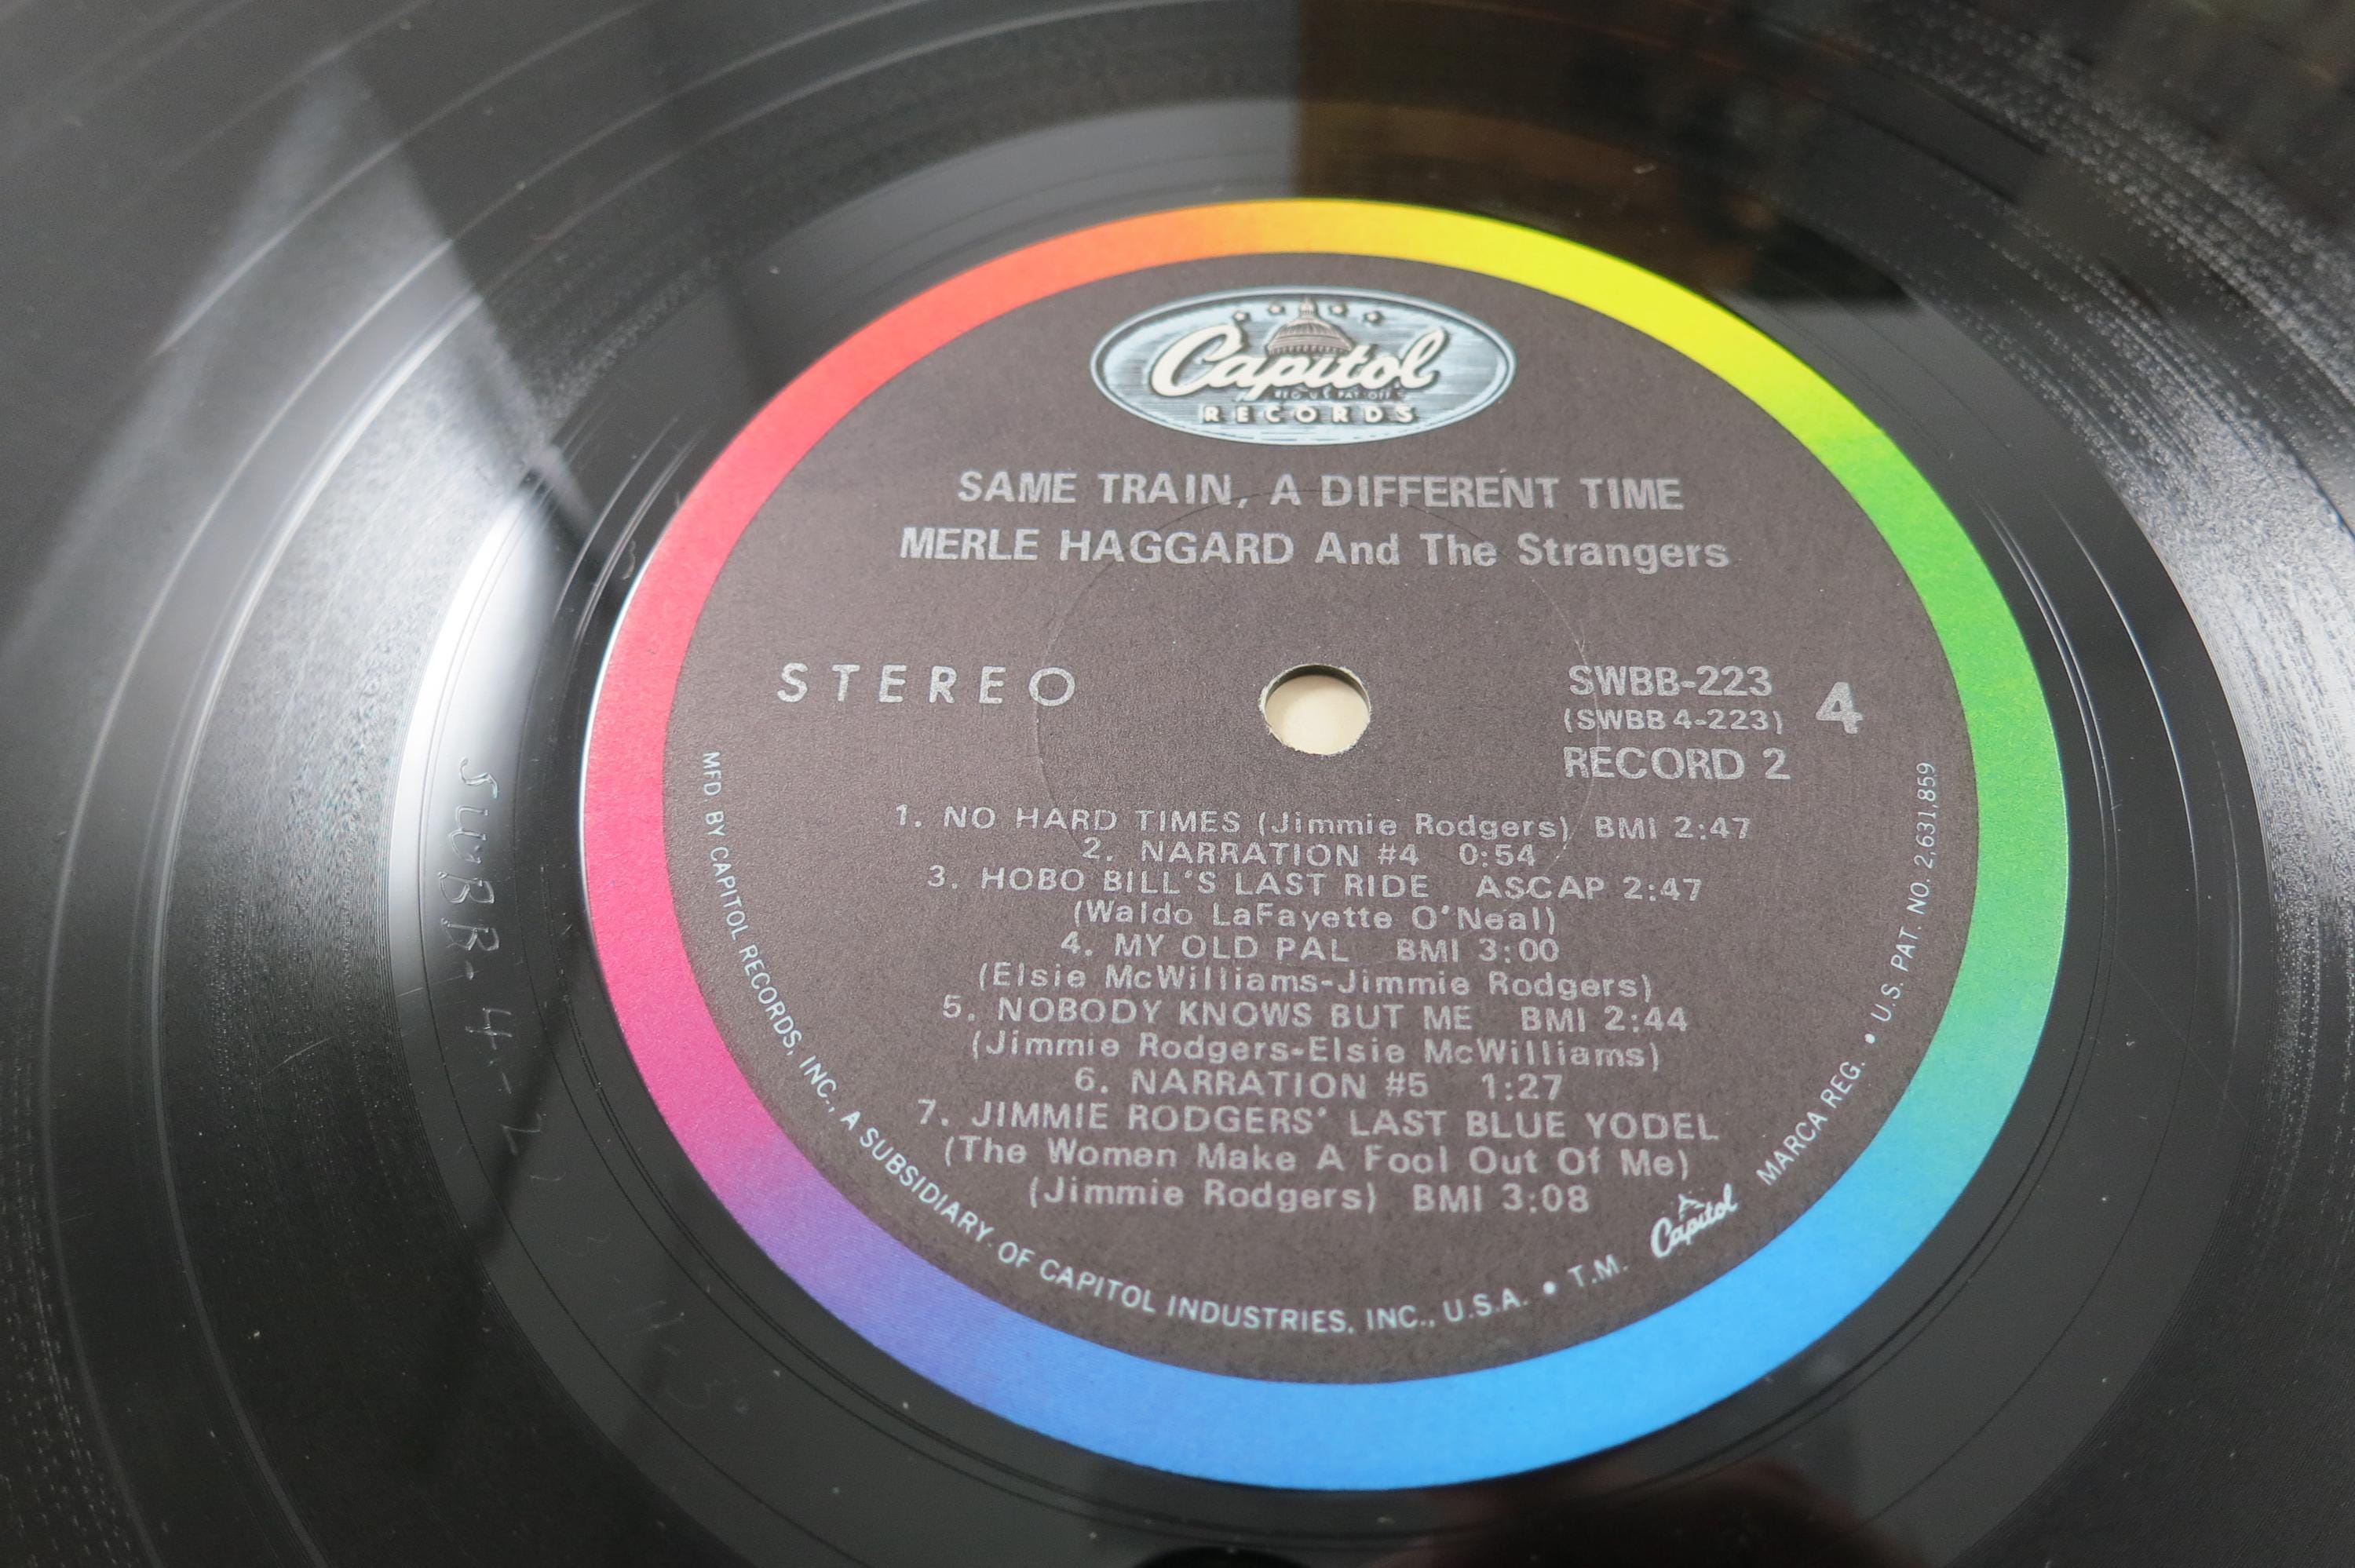 Capitol
REG. U.S. PAT. OFF.
RECORDS
SAME TRAIN, A DIFFERENT TIME
MERLE HAGGARD And The Strangers
STEREO
SWBB-223
(SWBB 4-223)
4
RECORD 2
1. NO HARD TIMES (Jimmie Rodgers) BMI 2:47
2. NARRATION #4 0:54
3. HOBO BILL'S LAST RIDE ASCAP 2:47
(Waldo LaFayette O'Neal)
4. MY OLD PAL BMI 3:00
(Elsie McWilliams-Jimmie Rodgers)
5. NOBODY KNOWS BUT ME BMI 2:44
(Jimmie Rodgers-Elsie McWilliams)
6. NARRATION #5 1:27
7. JIMMIE RODGERS' LAST BLUE YODEL
(The Women Make A Fool Out Of Me)
(Jimmie Rodgers) BMI 3:08
MFD. BY CAPITOL RECORDS, INC., A SUBSIDIARY OF CAPITOL INDUSTRIES, INC., U.S.A. • T.M. Capitol MARCA REG. • U.S. PAT. NO. 2,631,859